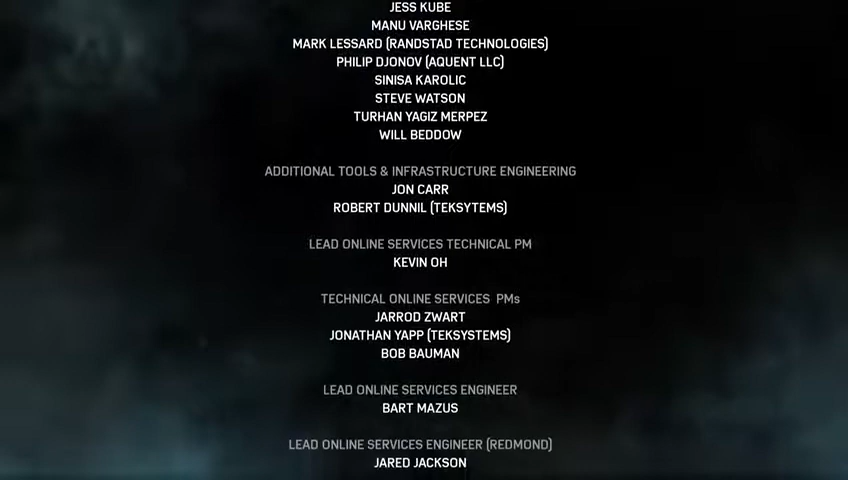 JESS KUBE
MANU VARGHESE
MARK LESSARD (RANDSTAD TECHNOLOGIES)
PHILIP DJONOV (AQUENT LLC)
SINISA KAROLIC
STEVE WATSON
TURHAN YAGIZ MERPEZ
WILL BEDDOW
ADDITIONAL TOOLS & INFRASTRUCTURE ENGINEERING
JON CARR
ROBERT DUNNIL (TEKSYTEMS)
LEAD ONLINE SERVICES TECHNICAL PM
KEVIN OH
TECHNICAL ONLINE SERVICES  PMs
JARROD ZWART
JONATHAN YAPP (TEKSYSTEMS)
BOB BAUMAN
LEAD ONLINE SERVICES ENGINEER
BART MAZUS
LEAD ONLINE SERVICES ENGINEER (REDMOND)
JARED JACKSON